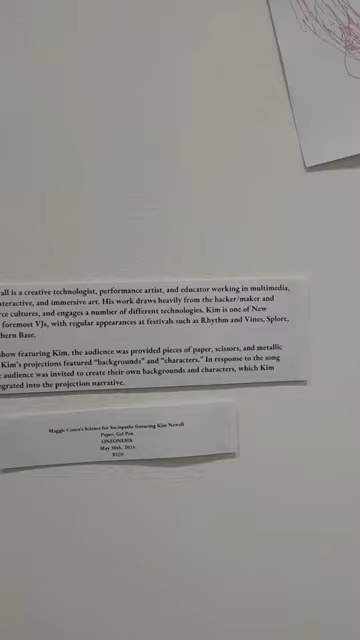 all is a creative technologist, performance artist, and educator working in multimedia,
nteractive, and immersive art. His work draws heavily from the hacker/maker and
rce cultures, and engages a number of different technologies. Kim is one of New
foremost VJs, with regular appearances at festivals such as Rhythm and Vines, Splore,
hern Base.
how featuring Kim, the audience was provided pieces of paper, scissors, and metallic
Kim's projections featured "backgrounds" and "characters." In response to the song
audience was invited to create their own backgrounds and characters, which Kim
egrated into the projection narrative.
Maggie Cocco's Science for Sociopaths featuring Kim Newall
Paper, Gel Pen
ONEONESIX
May 30th, 2021
$120